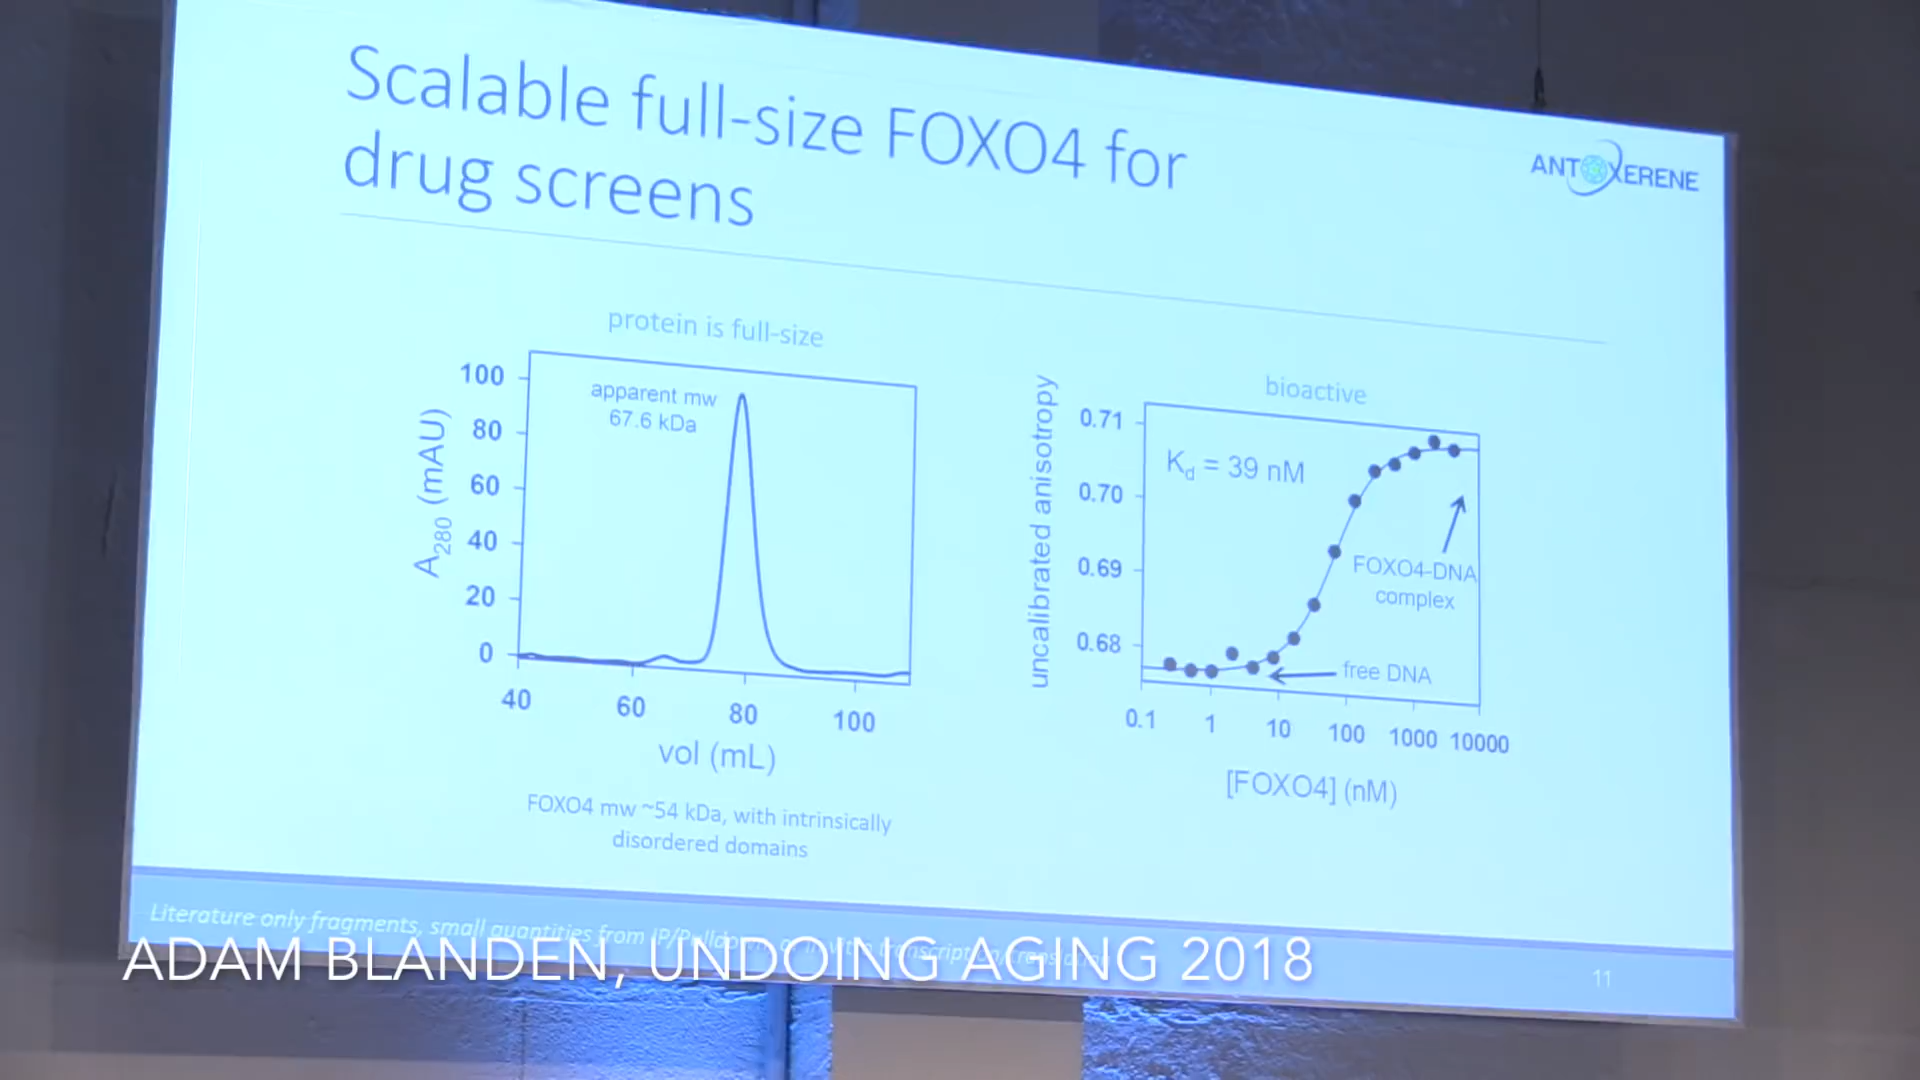 Scalable full-size FOXO4 for
drug screens
ANTOXERENE
protein is full-size
apparent mw
67.6 kDa
A280 (mAU)
100
80
60
40
20
0
40
60
80
100
vol (mL)
FOXO4 mw ~54 kDa, with intrinsically
disordered domains
bioactive
uncalibrated anisotropy
0.71
0.70
0.69
0.68
Kd = 39 nM
FOXO4-DNA
complex
free DNA
0.1
1
10
100
1000
10000
[FOXO4] (nM)
Literature only fragments, small quantities from IP/Pulldown
ADAM BLANDEN, UNDOING AGING 2018
11